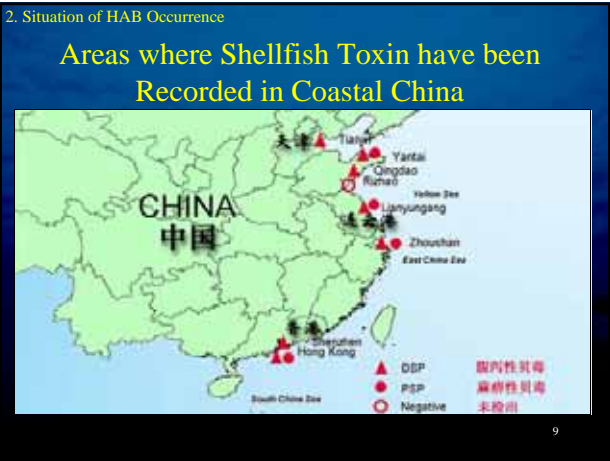 2. Situation of HAB Occurrence
Areas where Shellfish Toxin have been
Recorded in Coastal China
天津
Tianjin
Yantai
Qingdao
Rizhao
Yellow Sea
CHINA
中国
Lianyungang
连云港
Zhoushan
East China Sea
香港
Shenzhen
Hong Kong
DSP 腹泻性贝毒
PSP 麻痹性贝毒
South China Sea
Negative 未检出
9